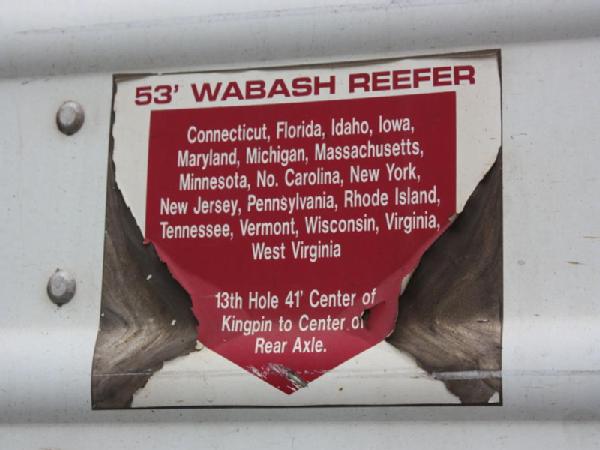 53' WABASH REEFER
Connecticut, Florida, Idaho, Iowa,
Maryland, Michigan, Massachusetts,
Minnesota, No. Carolina, New York,
New Jersey, Pennsylvania, Rhode Island,
Tennessee, Vermont, Wisconsin, Virginia,
West Virginia
13th Hole 41' Center of
Kingpin to Center of
Rear Axle.